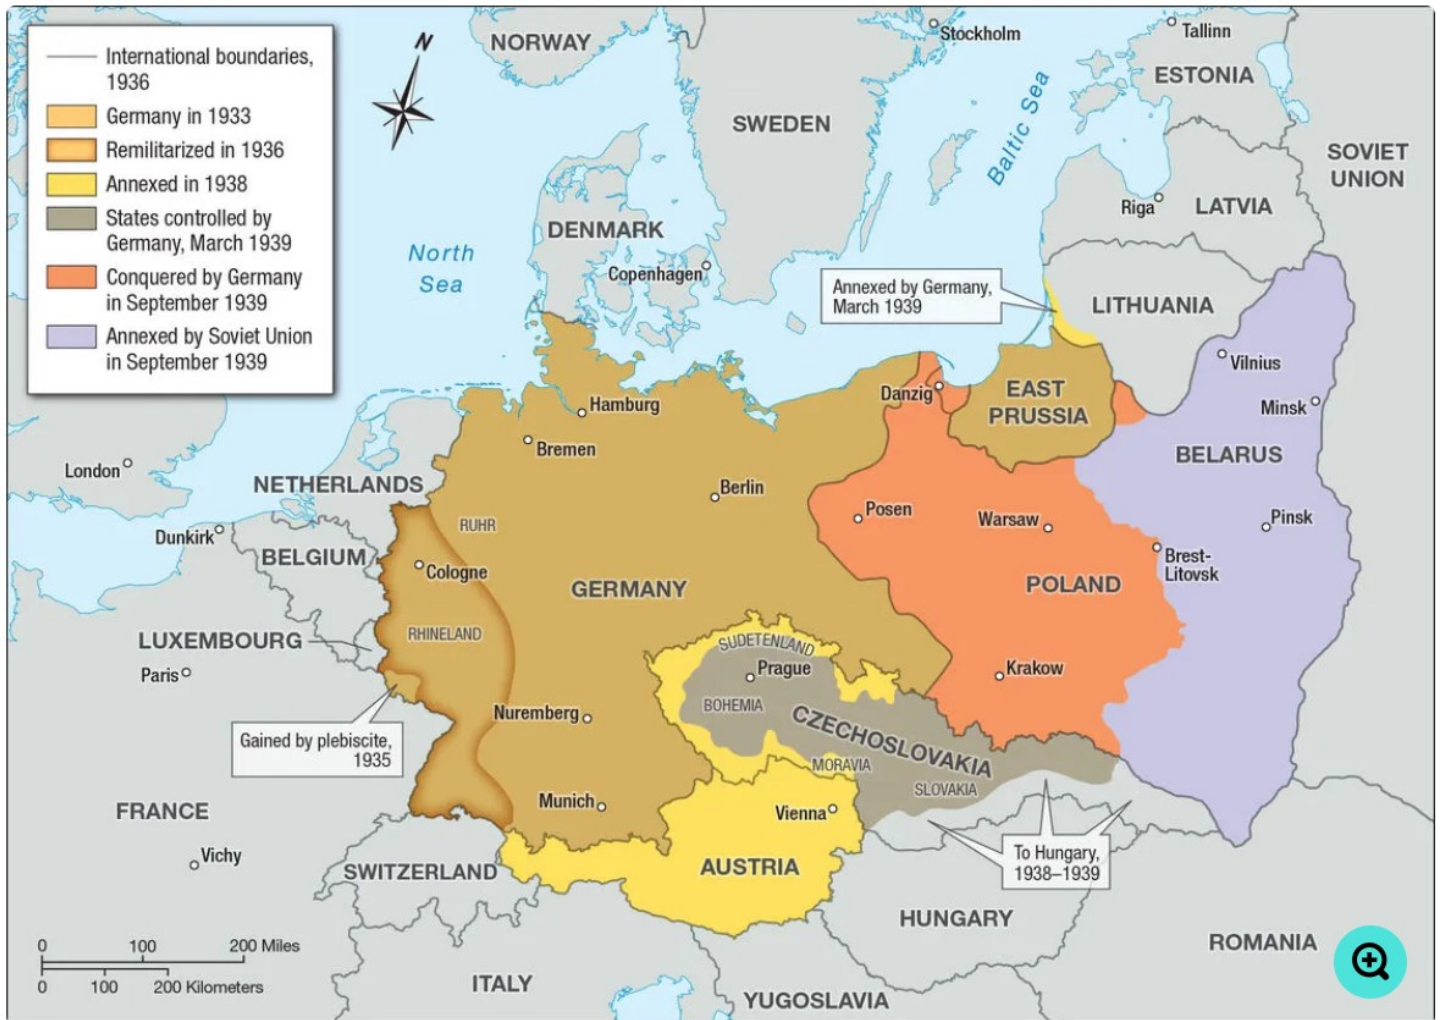 International boundaries,
1936
Germany in 1933
Remilitarized in 1936
Annexed in 1938
States controlled by
Germany, March 1939
Conquered by Germany
in September 1939
Annexed by Soviet Union
in September 1939
N
NORWAY
Stockholm
Tallinn
ESTONIA
SWEDEN
Baltic Sea
SOVIET
UNION
Riga
LATVIA
DENMARK
North
Sea
Copenhagen
Annexed by Germany,
March 1939
LITHUANIA
Vilnius
Minsk
Danzig
EAST
PRUSSIA
Hamburg
Bremen
BELARUS
London
NETHERLANDS
Berlin
Posen
Warsaw
Pinsk
RUHR
Dunkirk
BELGIUM
Cologne
Brest-
Litovsk
GERMANY
POLAND
LUXEMBOURG
RHINELAND
SUDETENLAND
Paris
Prague
Krakow
BOHEMIA
Nuremberg
CZECHOSLOVAKIA
Gained by plebiscite,
1935
MORAVIA
SLOVAKIA
Munich
Vienna
FRANCE
Vichy
SWITZERLAND
AUSTRIA
To Hungary,
1938–1939
HUNGARY
ROMANIA
0 100 200 Miles
0 100 200 Kilometers
ITALY
YUGOSLAVIA